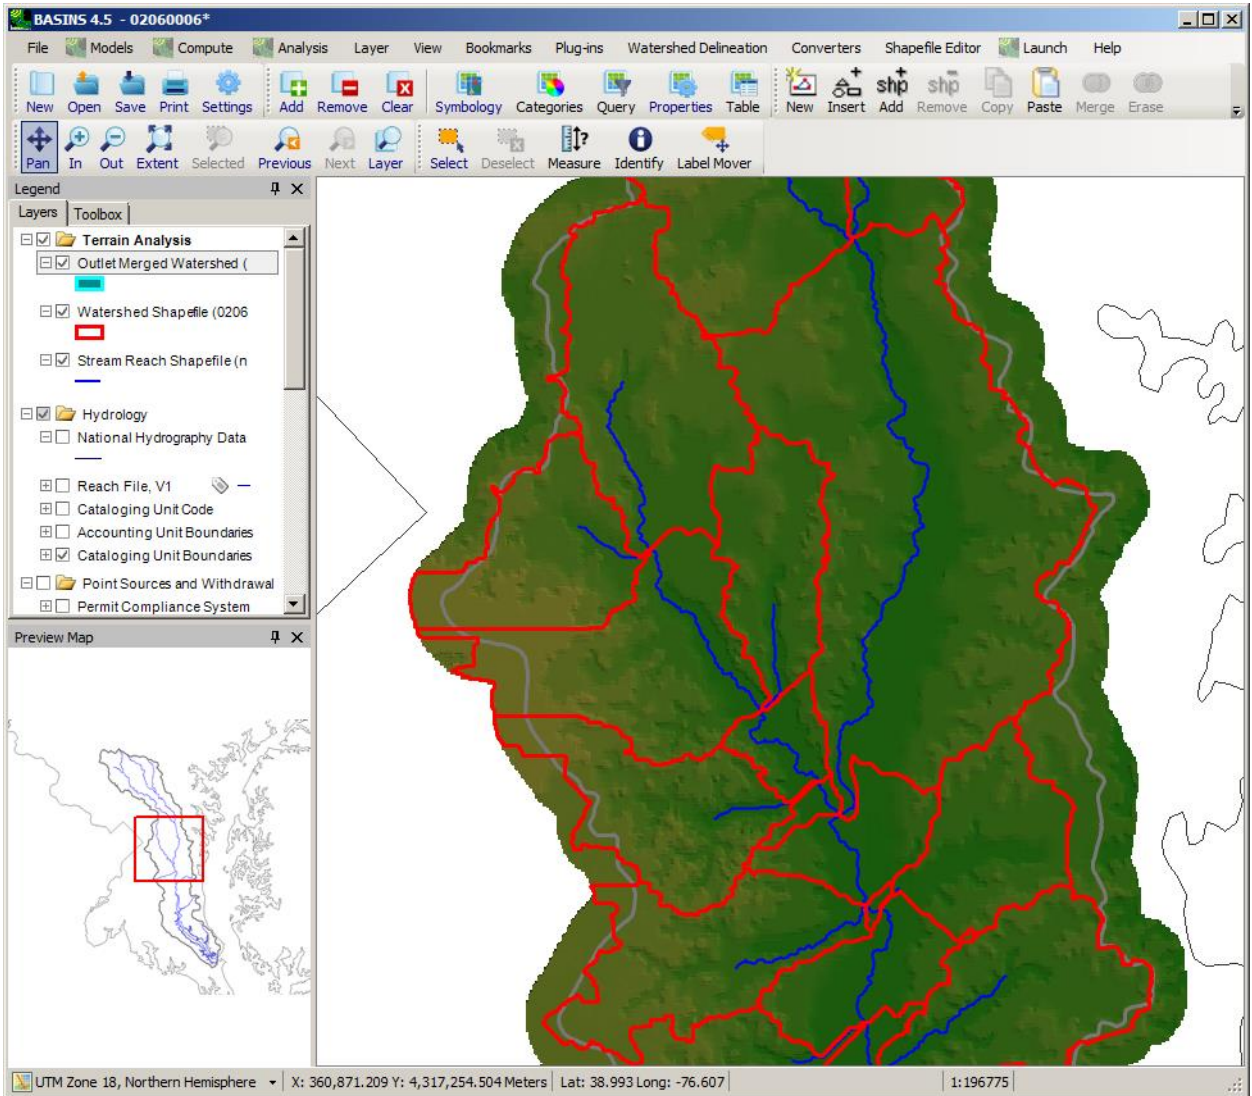 BASINS 4.5 - 02060006*
File Models Compute Analysis Layer View Bookmarks Plug-ins Watershed Delineation Converters Shapefile Editor Launch Help
New Open Save Print Settings Add Remove Clear Symbology Categories Query Properties Table New Insert Add Remove Copy Paste Merge Erase
shp shp
Pan In Out Extent Selected Previous Next Layer Select Deselect Measure Identify Label Mover
Legend
Layers Toolbox
Terrain Analysis
Outlet Merged Watershed (
Watershed Shapefile (0206
Stream Reach Shapefile (n
Hydrology
National Hydrography Data
Reach File, V1
Cataloging Unit Code
Accounting Unit Boundaries
Cataloging Unit Boundaries
Point Sources and Withdrawal
Permit Compliance System
Preview Map
UTM Zone 18, Northern Hemisphere X: 360,871.209 Y: 4,317,254.504 Meters Lat: 38.993 Long: -76.607 1:196775